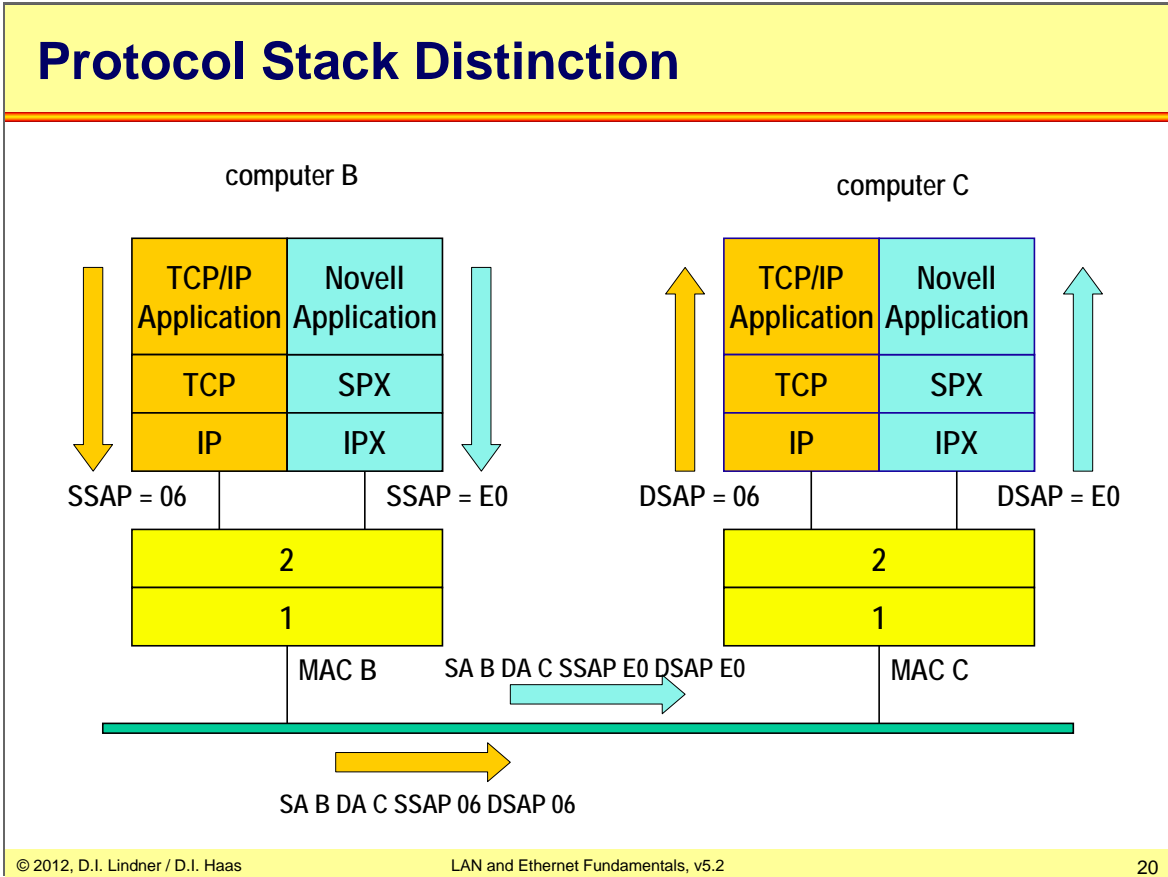 Protocol Stack Distinction
computer B
computer C
TCP/IP
Application
Novell
Application
TCP
SPX
IP
IPX
SSAP = 06
SSAP = E0
2
1
MAC B
TCP/IP
Application
Novell
Application
TCP
SPX
IP
IPX
DSAP = 06
DSAP = E0
2
1
MAC C
SA B DA C SSAP E0 DSAP E0
SA B DA C SSAP 06 DSAP 06
© 2012, D.I. Lindner / D.I. Haas
LAN and Ethernet Fundamentals, v5.2
20